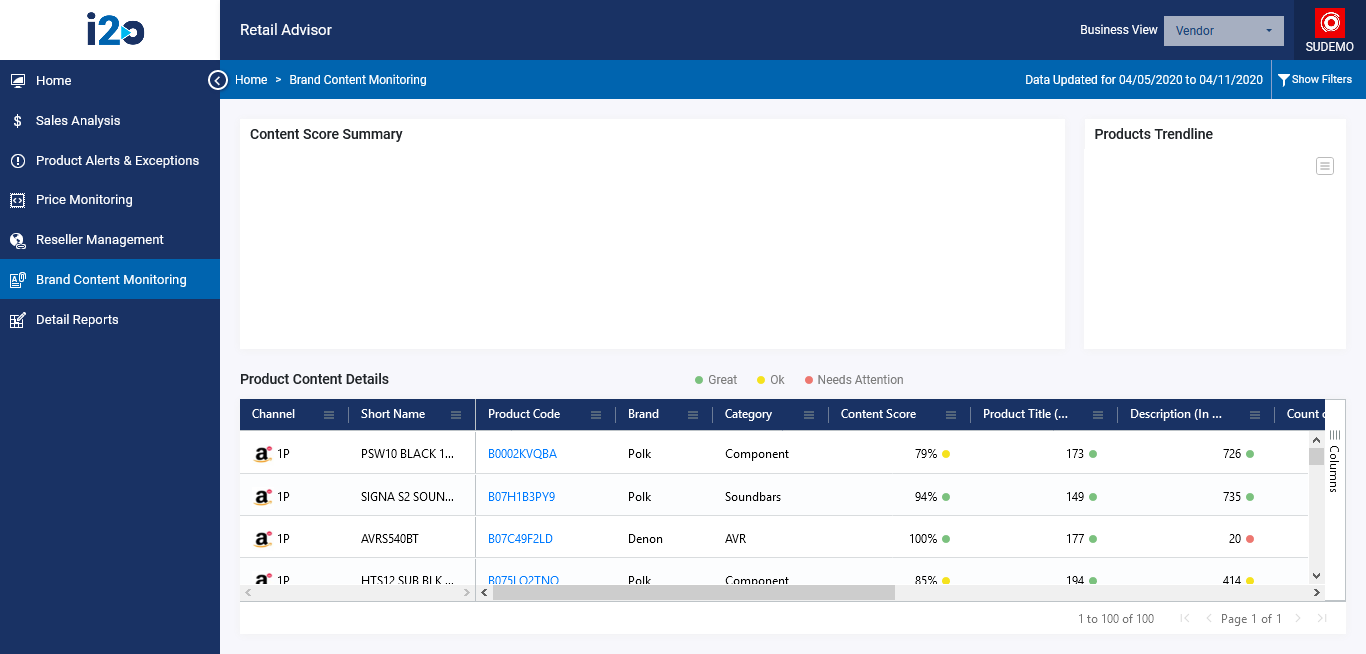 i2o
Retail Advisor
Business View
Vendor
SUDEMO
Home
Sales Analysis
Product Alerts & Exceptions
Price Monitoring
Reseller Management
Brand Content Monitoring
Detail Reports
Home > Brand Content Monitoring
Data Updated for 04/05/2020 to 04/11/2020
Show Filters
Content Score Summary
Products Trendline
Product Content Details
Great Ok Needs Attention
Channel Short Name Product Code Brand Category Content Score Product Title (... Description (In ... Count
1P PSW10 BLACK 1... B0002KVQBA Polk Component 79% 173 726
1P SIGNA S2 SOUN... B07H1B3PY9 Polk Soundbars 94% 149 735
1P AVRS540BT B07C49F2LD Denon AVR 100% 177 20
1P HTS12 SUB BLK ... B075LQ2TNQ Polk Component 85% 194 414
Columns
1 to 100 of 100 Page 1 of 1